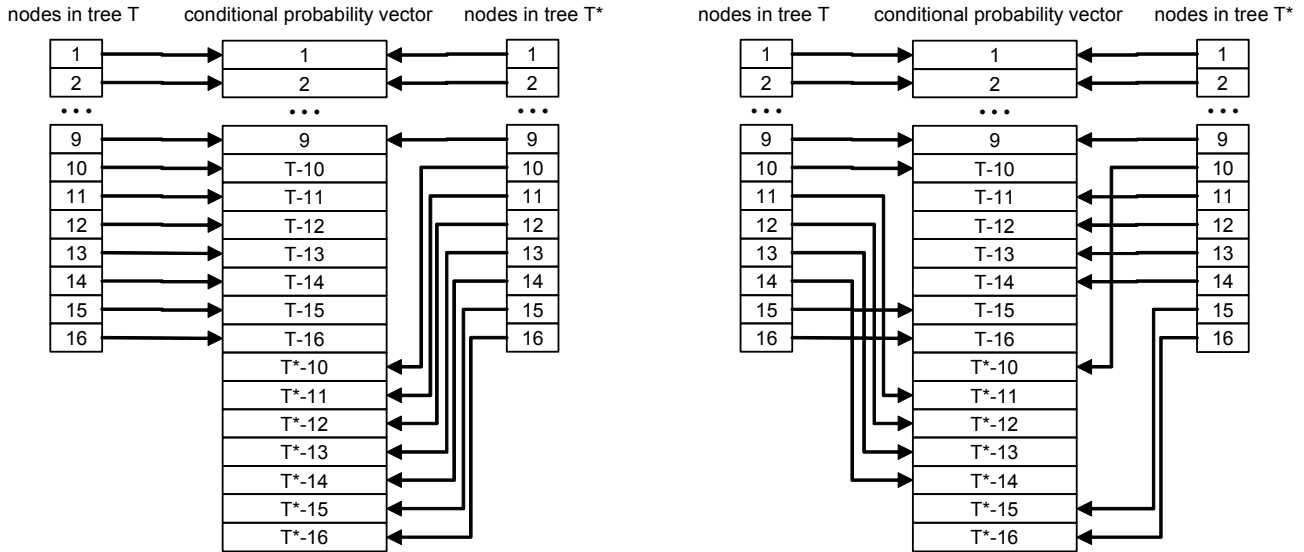 nodes in tree T conditional probability vector nodes in tree T*
1 1 1
2 2 2
... ... ...
9 9 9
10 T-10 10
11 T-11 11
12 T-12 12
13 T-13 13
14 T-14 14
15 T-15 15
16 T-16 16
T*-10
T*-11
T*-12
T*-13
T*-14
T*-15
T*-16
nodes in tree T conditional probability vector nodes in tree T*
1 1 1
2 2 2
... ... ...
9 9 9
10 T-10 10
11 T-11 11
12 T-12 12
13 T-13 13
14 T-14 14
15 T-15 15
16 T-16 16
T*-10
T*-11
T*-12
T*-13
T*-14
T*-15
T*-16